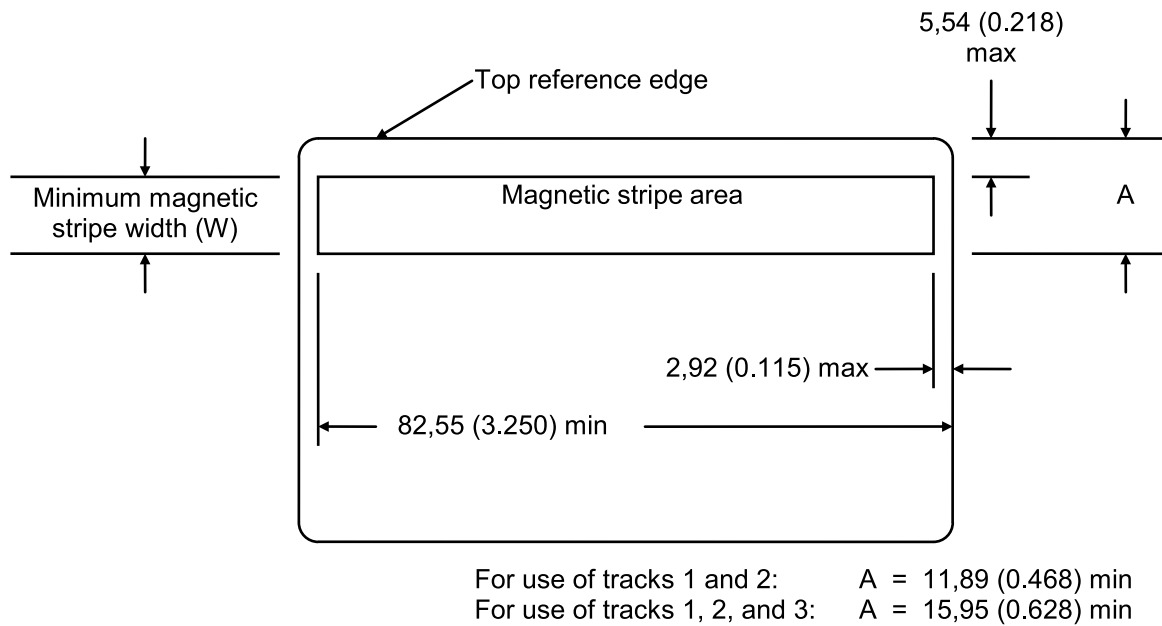 5,54 (0.218)
max
Top reference edge
Minimum magnetic
stripe width (W)
Magnetic stripe area
A
2,92 (0.115) max
82,55 (3.250) min
For use of tracks 1 and 2: A = 11,89 (0.468) min
For use of tracks 1, 2, and 3: A = 15,95 (0.628) min